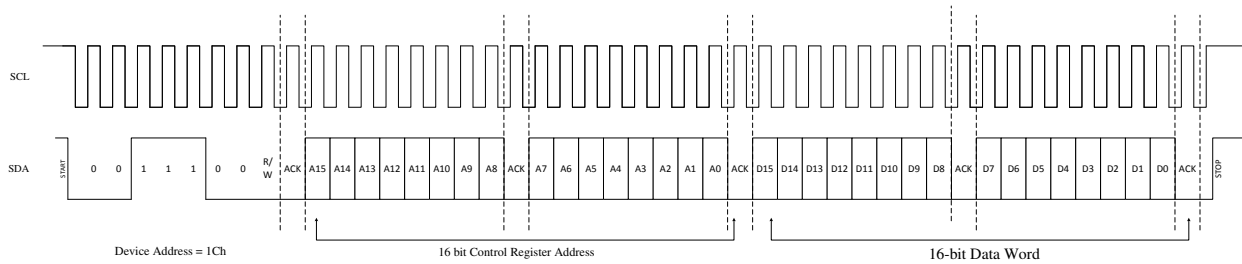 SCL
SDA START 0 0 1 1 1 0 0 R/W ACK A15 A14 A13 A12 A11 A10 A9 A8 ACK A7 A6 A5 A4 A3 A2 A1 A0 ACK D15 D14 D13 D12 D11 D10 D9 D8 ACK D7 D6 D5 D4 D3 D2 D1 D0 ACK STOP
Device Address = 1Ch 16 bit Control Register Address 16-bit Data Word